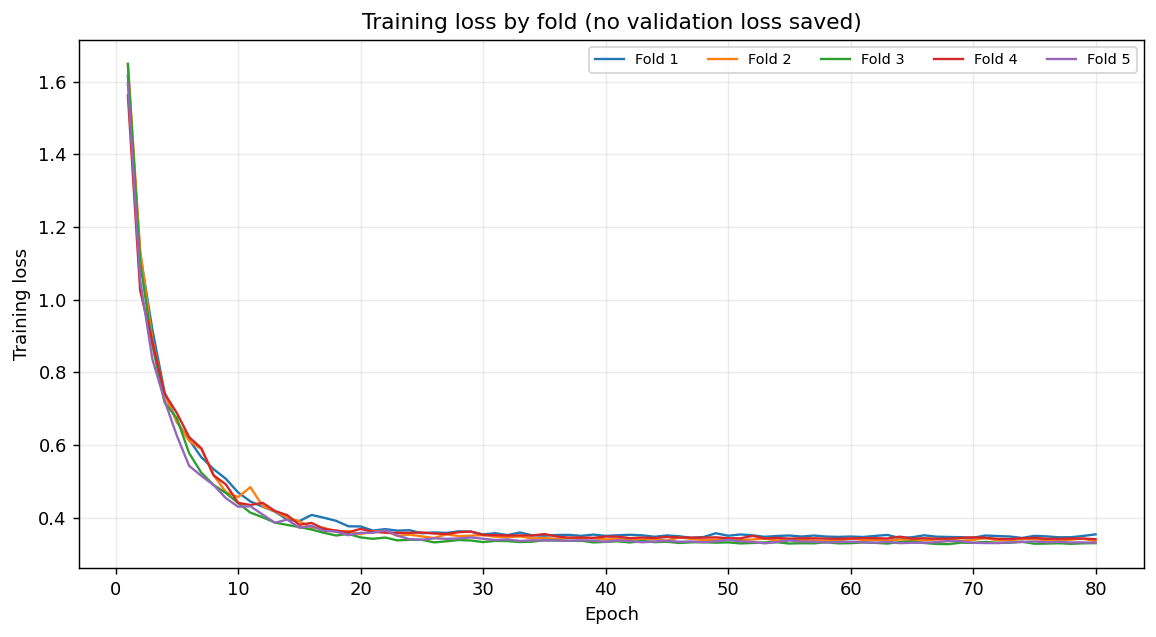 Training loss by fold (no validation loss saved)
Fold 1 Fold 2 Fold 3 Fold 4 Fold 5
1.6
1.4
1.2
1.0
0.8
0.6
0.4
Training loss
0 10 20 30 40 50 60 70 80
Epoch